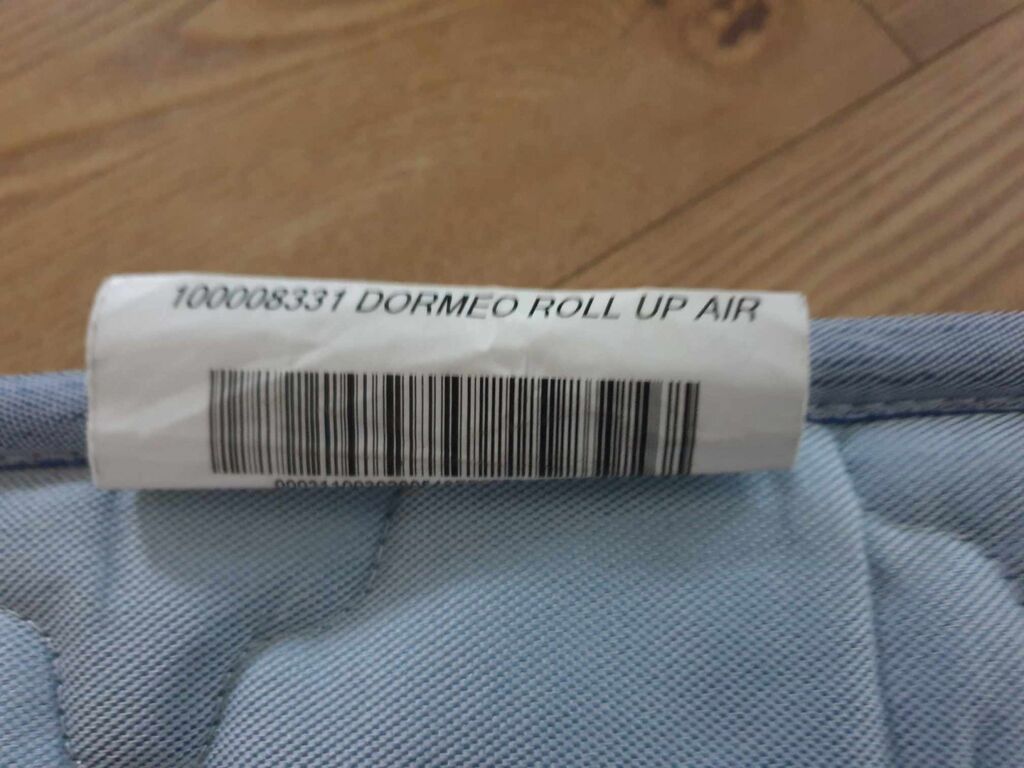 100008331 DORMEO ROLL UP AIR